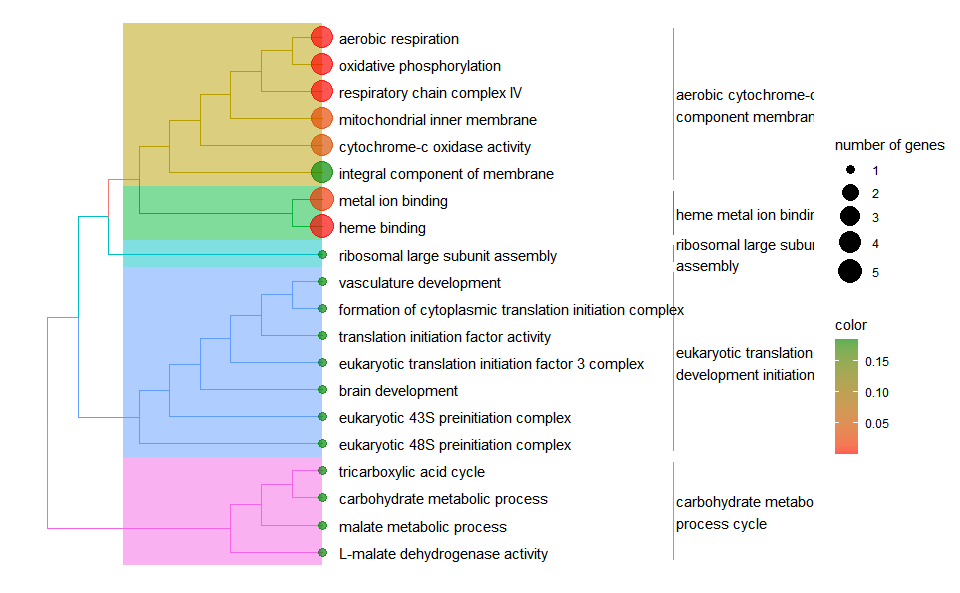 aerobic respiration
oxidative phosphorylation
respiratory chain complex IV
mitochondrial inner membrane
cytochrome-c oxidase activity
integral component of membrane
metal ion binding
heme binding
ribosomal large subunit assembly
vasculature development
formation of cytoplasmic translation initiation complex
translation initiation factor activity
eukaryotic translation initiation factor 3 complex
brain development
eukaryotic 43S preinitiation complex
eukaryotic 48S preinitiation complex
tricarboxylic acid cycle
carbohydrate metabolic process
malate metabolic process
L-malate dehydrogenase activity
aerobic cytochrome-c
component membran
heme metal ion bindin
ribosomal large subun
assembly
eukaryotic translation
development initiation
carbohydrate metabo
process cycle
number of genes
1
2
3
4
5
color
0.15
0.10
0.05